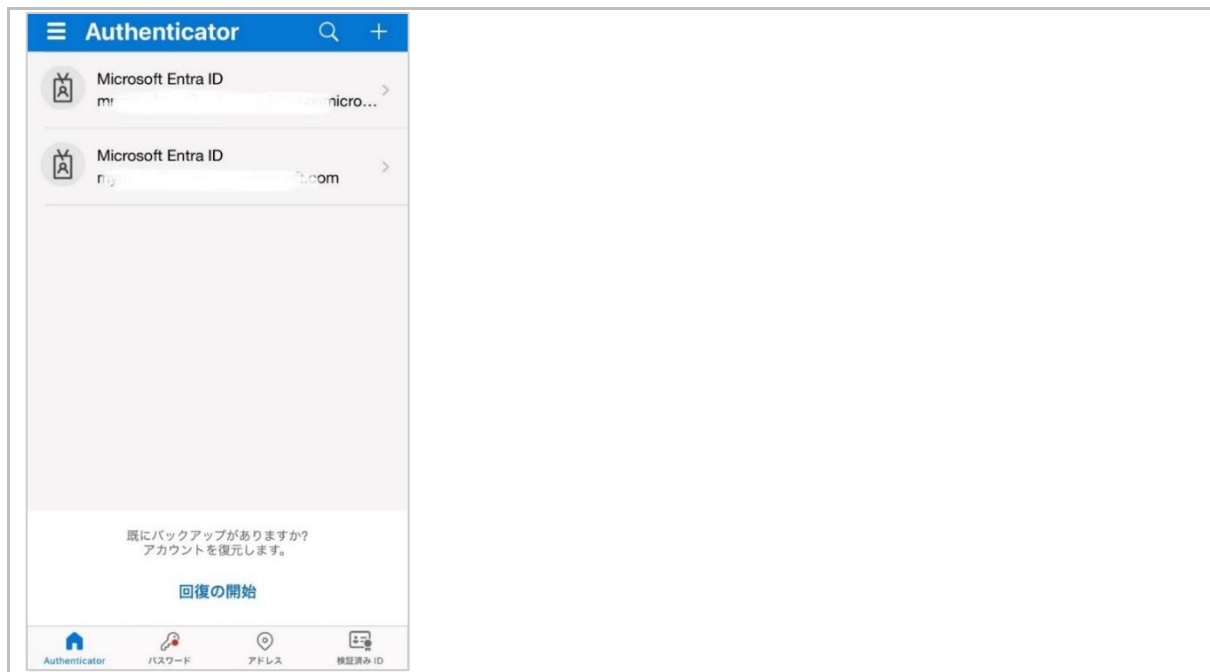 Authenticator
Microsoft Entra ID
Microsoft Entra ID
既にバックアップがありますか?
アカウントを復元します。
回復の開始
Authenticator
パスワード
アドレス
検証済み ID